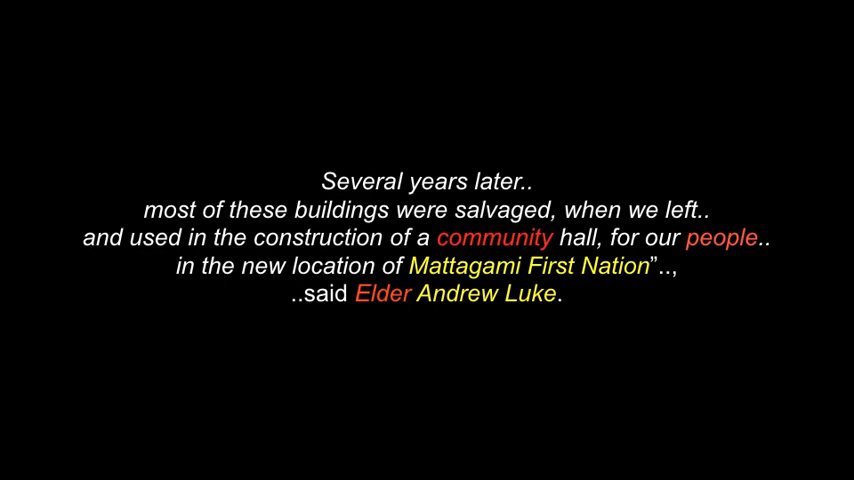 Several years later..
most of these buildings were salvaged, when we left..
and used in the construction of a community hall, for our people..
in the new location of Mattagami First Nation”..,
..said Elder Andrew Luke.